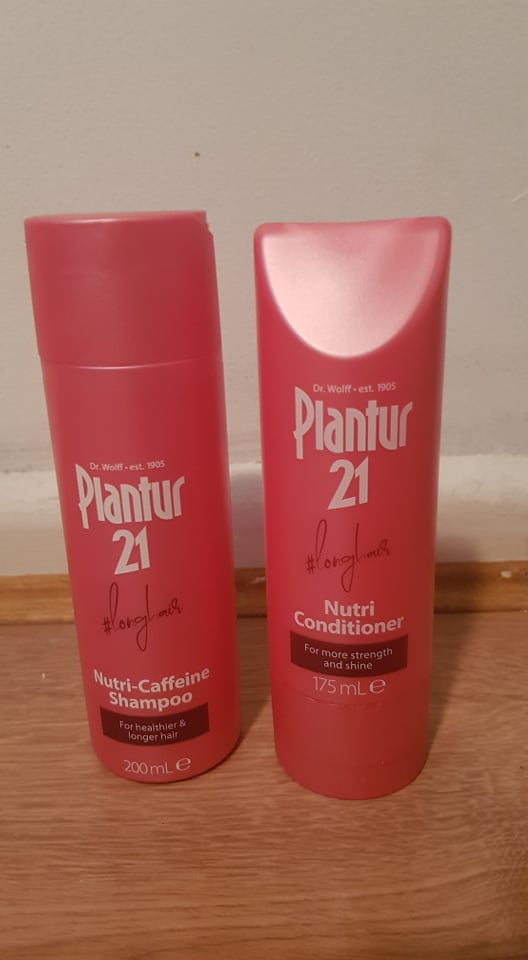 Dr. Wolff • est. 1905
Plantur
21
#longhair
Nutri-Caffeine
Shampoo
For healthier &
longer hair
200 mL ℮
Dr. Wolff • est. 1905
Plantur
21
#longhair
Nutri
Conditioner
For more strength
and shine
175 mL ℮